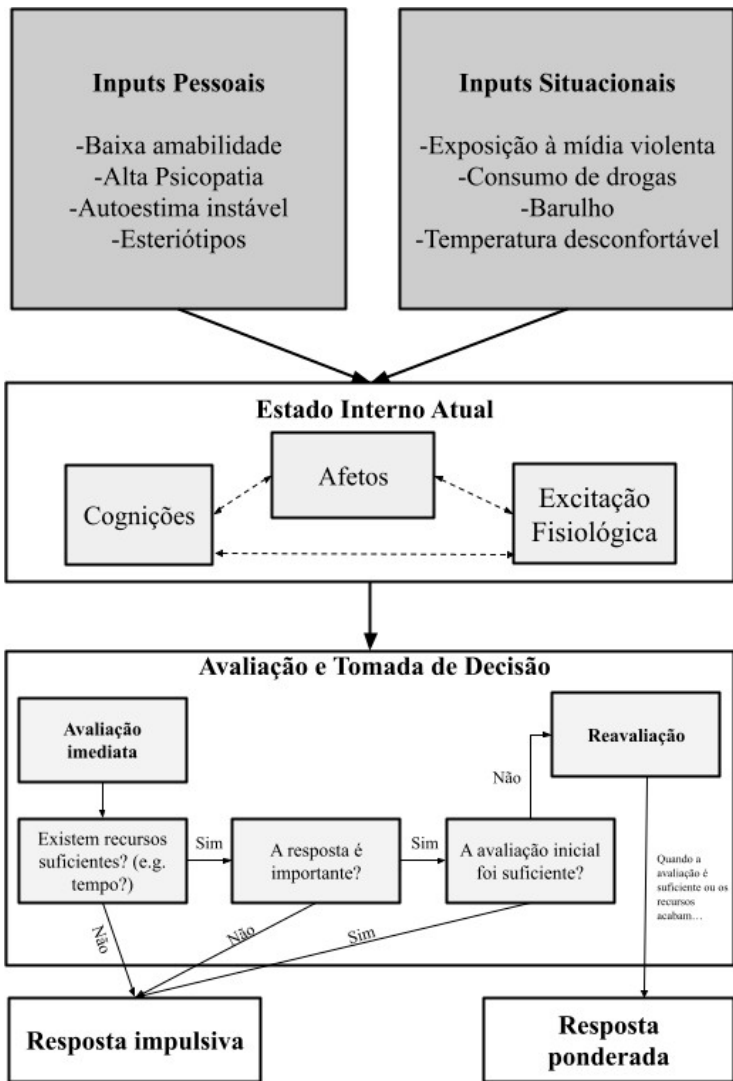 Inputs Pessoais
-Baixa amabilidade
-Alta Psicopatia
-Autoestima instável
-Esteriótipos
Inputs Situacionais
-Exposição à mídia violenta
-Consumo de drogas
-Barulho
-Temperatura desconfortável
Estado Interno Atual
Cognições
Afetos
Excitação
Fisiológica
Avaliação e Tomada de Decisão
Avaliação
imediata
Reavaliação
Não
Existem recursos
suficientes? (e.g.
tempo?)
Sim
A resposta é
importante?
Sim
A avaliação inicial
foi suficiente?
Quando a
avaliação é
suficiente ou os
recursos
acabam…
Não
Não
Sim
Resposta impulsiva
Resposta
ponderada